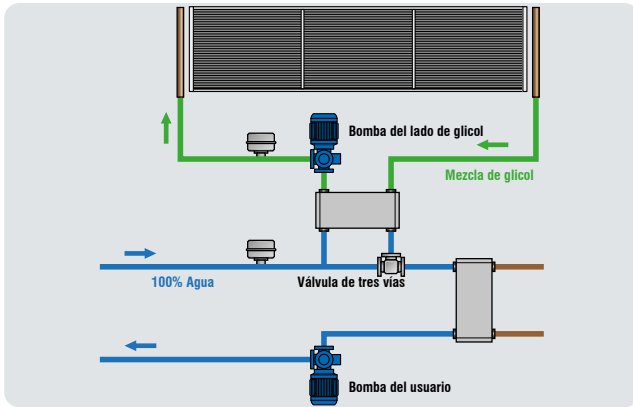 Bomba del lado de glicol
Mezcla de glicol
100% Agua
Válvula de tres vías
Bomba del usuario